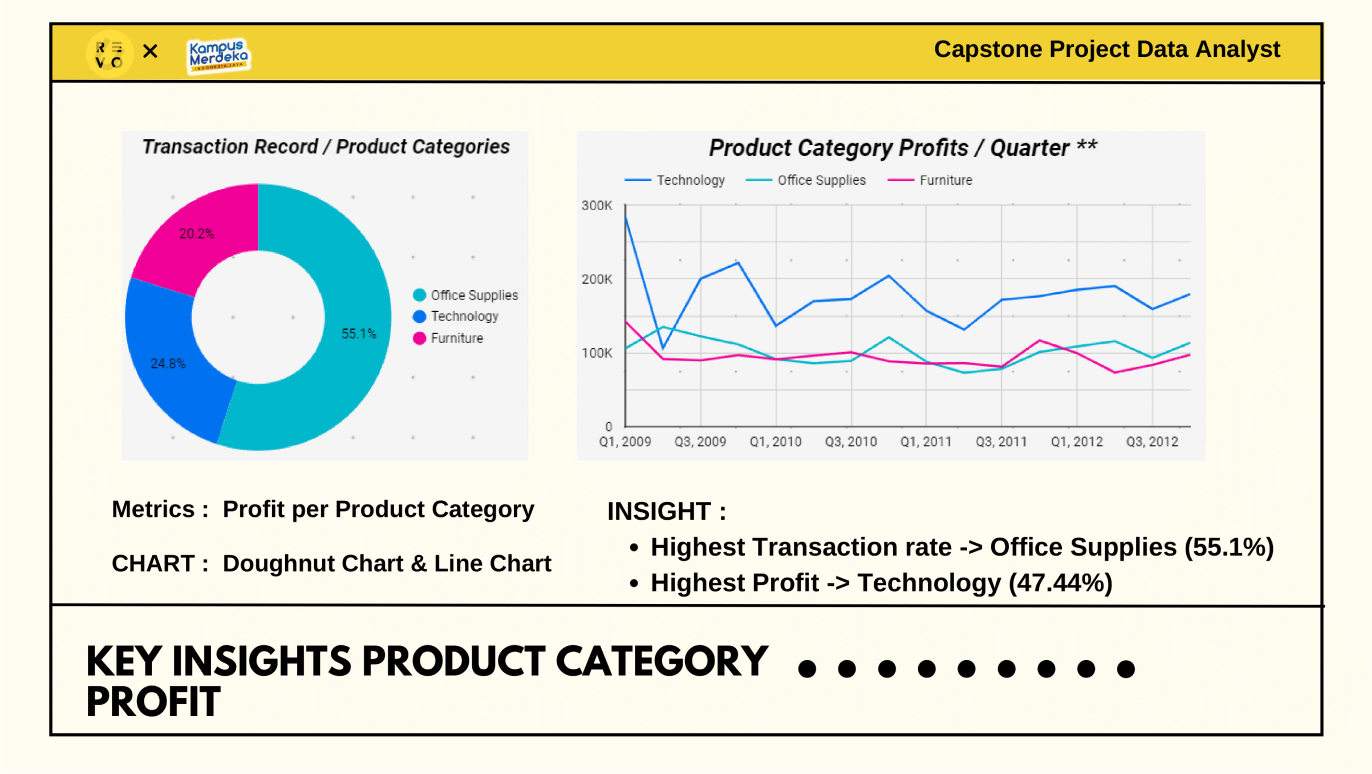 R E
V O
×
Kampus
Merdeka
INDONESIA JAYA
Capstone Project Data Analyst
Transaction Record / Product Categories
20.2%
55.1%
24.8%
Office Supplies
Technology
Furniture
Product Category Profits / Quarter **
Technology Office Supplies Furniture
300K
200K
100K
0
Q1, 2009 Q3, 2009 Q1, 2010 Q3, 2010 Q1, 2011 Q3, 2011 Q1, 2012 Q3, 2012
Metrics : Profit per Product Category
CHART : Doughnut Chart & Line Chart
INSIGHT :
• Highest Transaction rate -> Office Supplies (55.1%)
• Highest Profit -> Technology (47.44%)
KEY INSIGHTS PRODUCT CATEGORY
PROFIT